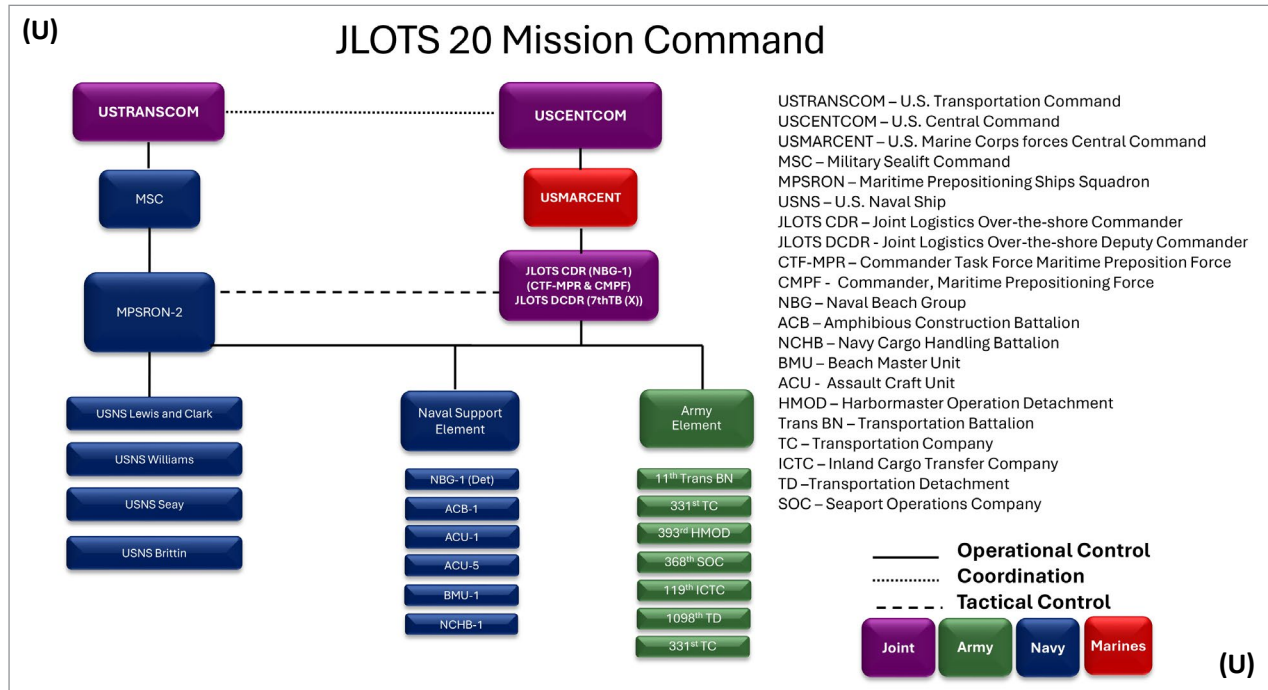 (U)
JLOTS 20 Mission Command
USTRANSCOM
USCENTCOM
MSC
USMARCENT
MPSRON-2
JLOTS CDR (NBG-1)
(CTF-MPR & CMPF)
JLOTS DCDR (7thTB (X))
USNS Lewis and Clark
USNS Williams
USNS Seay
USNS Brittin
Naval Support
Element
NBG-1 (Det)
ACB-1
ACU-1
ACU-5
BMU-1
NCHB-1
Army
Element
11th Trans BN
331st TC
393rd HMOD
368th SOC
119th ICTC
1098th TD
331st TC
USTRANSCOM – U.S. Transportation Command
USCENTCOM – U.S. Central Command
USMARCENT – U.S. Marine Corps forces Central Command
MSC – Military Sealift Command
MPSRON – Maritime Prepositioning Ships Squadron
USNS – U.S. Naval Ship
JLOTS CDR – Joint Logistics Over-the-shore Commander
JLOTS DCDR - Joint Logistics Over-the-shore Deputy Commander
CTF-MPR – Commander Task Force Maritime Preposition Force
CMPF - Commander, Maritime Prepositioning Force
NBG – Naval Beach Group
ACB – Amphibious Construction Battalion
NCHB – Navy Cargo Handling Battalion
BMU – Beach Master Unit
ACU - Assault Craft Unit
HMOD – Harbormaster Operation Detachment
Trans BN – Transportation Battalion
TC – Transportation Company
ICTC – Inland Cargo Transfer Company
TD –Transportation Detachment
SOC – Seaport Operations Company
Operational Control
Coordination
Tactical Control
Joint
Army
Navy
Marines
(U)